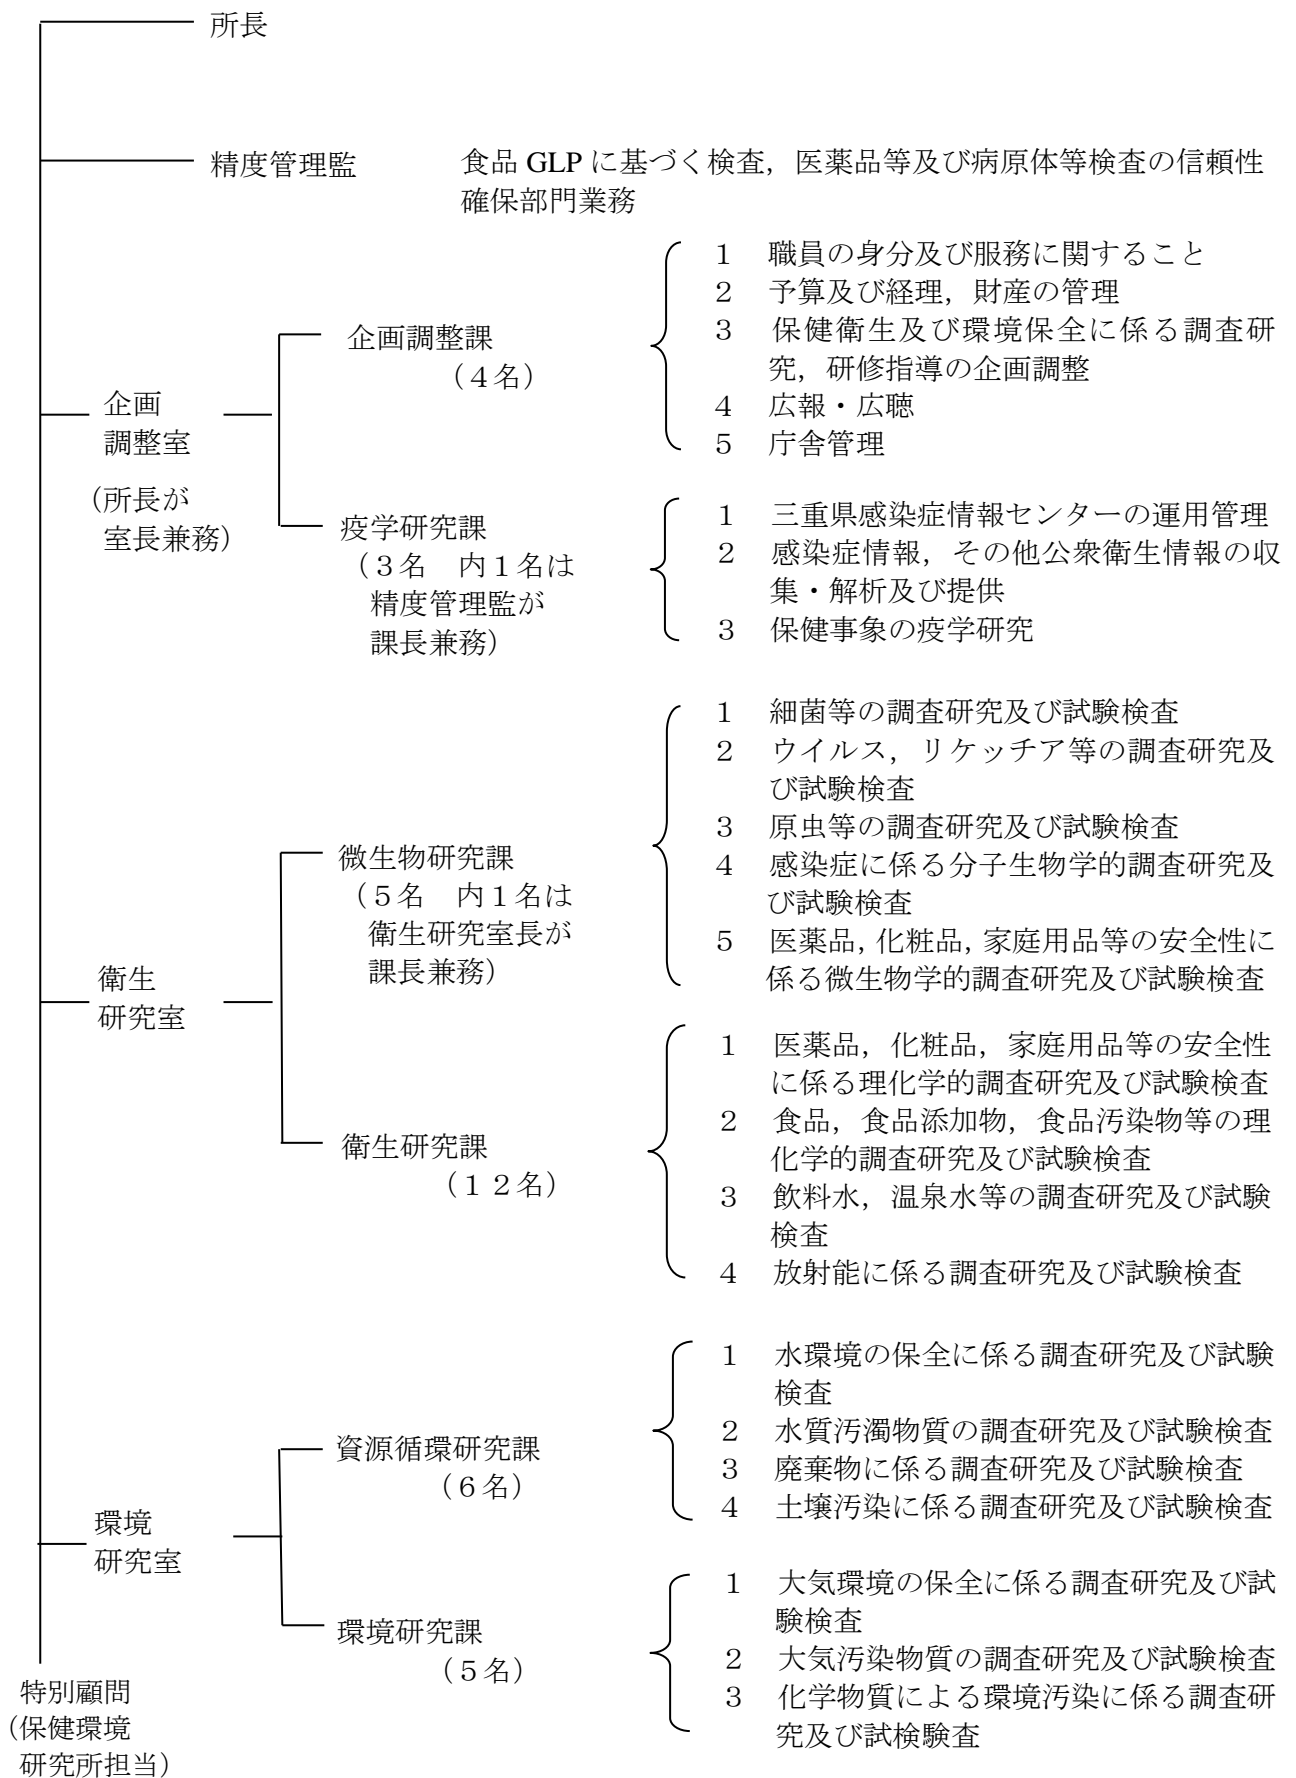 所長
精度管理監
食品 GLP に基づく検査，医薬品等及び病原体等検査の信頼性
確保部門業務
企画
調整室
（所長が
室長兼務）
企画調整課
（４名）
１　職員の身分及び服務に関すること
２　予算及び経理，財産の管理
３　保健衛生及び環境保全に係る調査研
究，研修指導の企画調整
４　広報・広聴
５　庁舎管理
疫学研究課
（３名　内１名は
精度管理監が
課長兼務）
１　三重県感染症情報センターの運用管理
２　感染症情報，その他公衆衛生情報の収
集・解析及び提供
３　保健事象の疫学研究
衛生
研究室
微生物研究課
（５名　内１名は
衛生研究室長が
課長兼務）
１　細菌等の調査研究及び試験検査
２　ウイルス，リケッチア等の調査研究及
び試験検査
３　原虫等の調査研究及び試験検査
４　感染症に係る分子生物学的調査研究及
び試験検査
５　医薬品，化粧品，家庭用品等の安全性に
係る微生物学的調査研究及び試験検査
衛生研究課
（１２名）
１　医薬品，化粧品，家庭用品等の安全性
に係る理化学的調査研究及び試験検査
２　食品，食品添加物，食品汚染物等の理
化学的調査研究及び試験検査
３　飲料水，温泉水等の調査研究及び試験
検査
４　放射能に係る調査研究及び試験検査
環境
研究室
資源循環研究課
（６名）
１　水環境の保全に係る調査研究及び試験
検査
２　水質汚濁物質の調査研究及び試験検査
３　廃棄物に係る調査研究及び試験検査
４　土壌汚染に係る調査研究及び試験検査
環境研究課
（５名）
１　大気環境の保全に係る調査研究及び試
験検査
２　大気汚染物質の調査研究及び試験検査
３　化学物質による環境汚染に係る調査研
究及び試検験査
特別顧問
（保健環境
研究所担当）